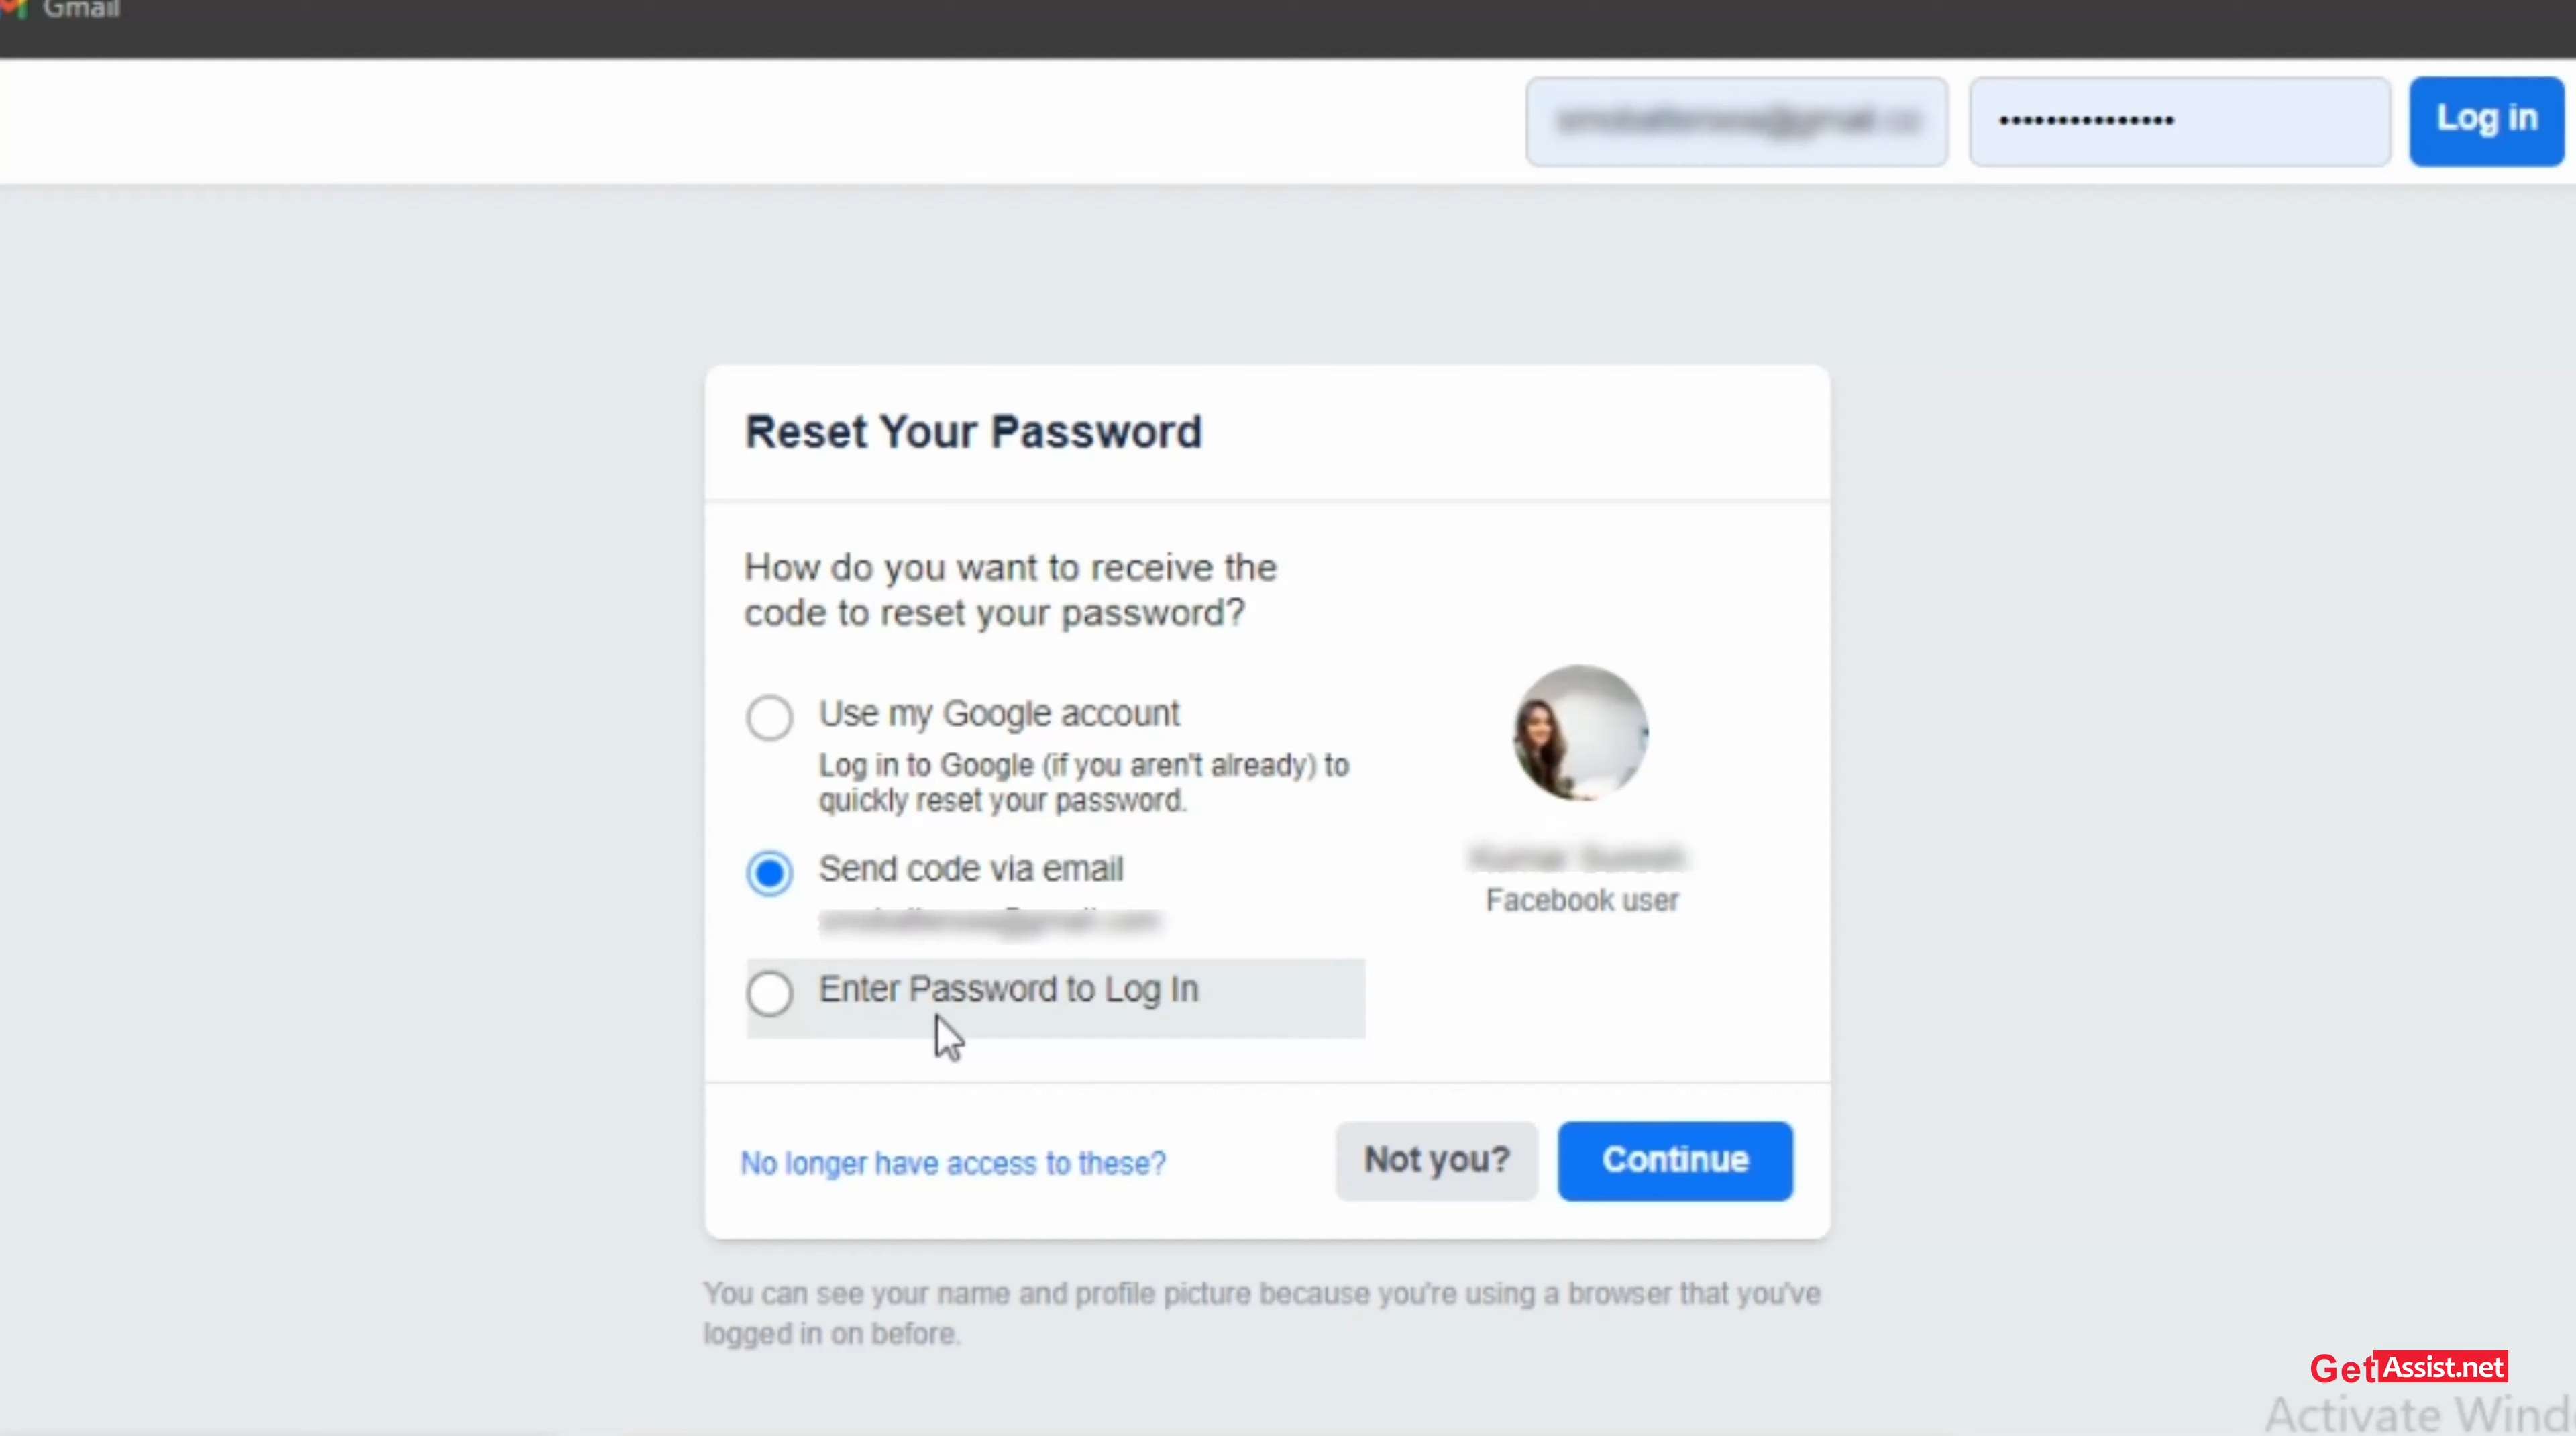 Gmail
Log in
Reset Your Password
How do you want to receive the
code to reset your password?
Use my Google account
Log in to Google (if you aren't already) to
quickly reset your password.
Send code via email
Enter Password to Log In
Facebook user
No longer have access to these?
Not you?
Continue
You can see your name and profile picture because you're using a browser that you've
logged in on before.
GetAssist.net
Activate